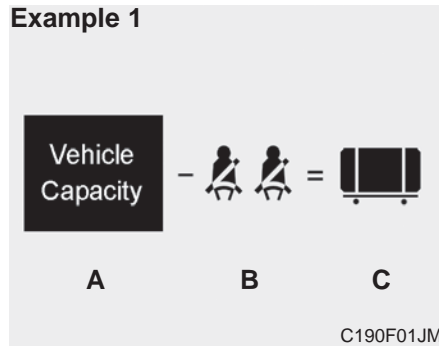 Example 1
Vehicle
Capacity
- =
A B C
C190F01JM